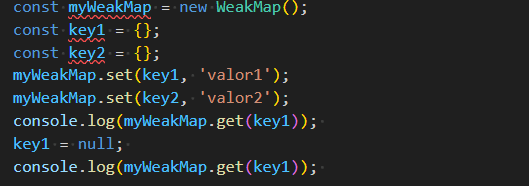 const myWeakMap = new WeakMap();
const key1 = {};
const key2 = {};
myWeakMap.set(key1, 'valor1');
myWeakMap.set(key2, 'valor2');
console.log(myWeakMap.get(key1));
key1 = null;
console.log(myWeakMap.get(key1));